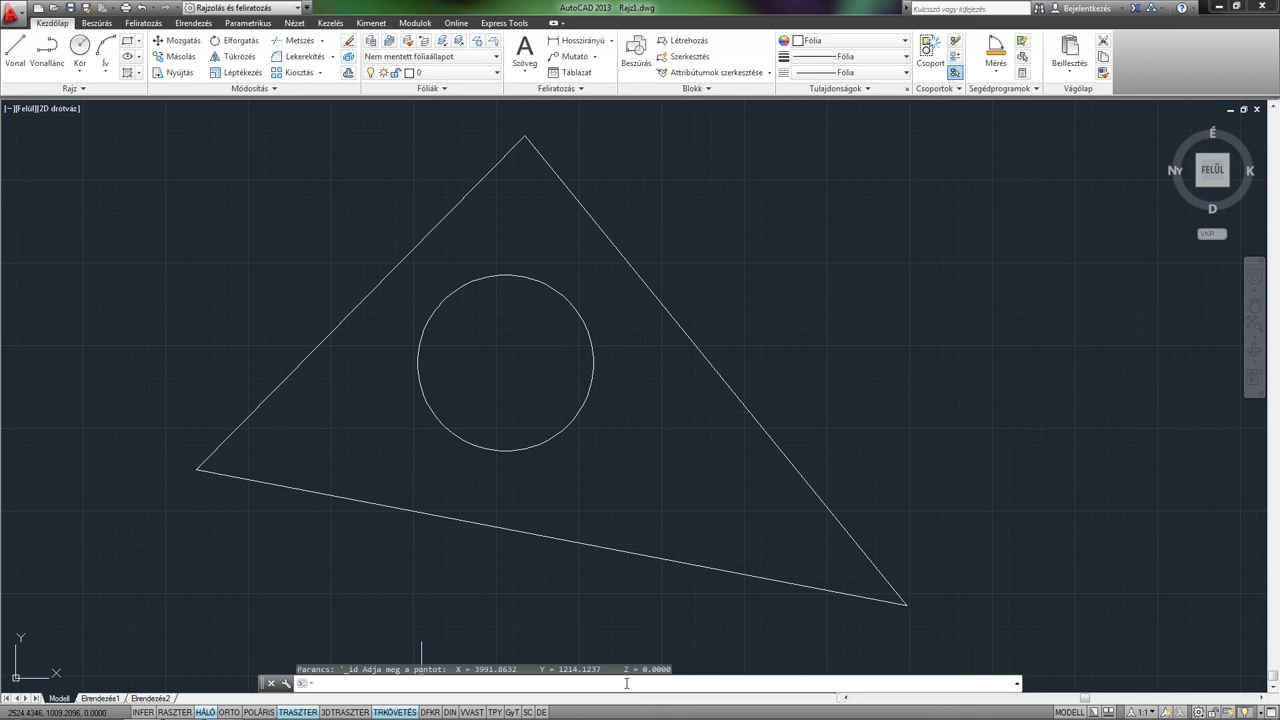 Rajzolás és feliratozás
AutoCAD 2013 Rajz1.dwg
Kulcsszó vagy kifejezés
Bejelentkezés
Kezdőlap Beszúrás Feliratozás Elrendezés Parametrikus Nézet Kezelés Kimenet Modulok Online Express Tools
Vonal Vonallánc Kör Ív
Mozgatás Elforgatás Metszés
Másolás Tükrözés Lekerekítés
Nyújtás Léptékezés Kiosztás
Nem mentett fóliaállapot
0
Szöveg
Hosszirányú
Mutató
Táblázat
Beszúrás
Létrehozás
Szerkesztés
Attribútumok szerkesztése
Fólia
Fólia
Fólia
Csoport
Mérés
Beillesztés
Rajz Módosítás Fóliák Feliratozás Blokk Tulajdonságok Csoportok Segédprogramok Vágólap
[−][Felül][2D drótváz]
É
Ny FELÜL K
D
VKR
Y
X
Parancs: '_id Adja meg a pontot: X = 3991.8632 Y = 1214.1237 Z = 0.0000
Modell Elrendezés1 Elrendezés2
2524.4346, 1009.2096, 0.0000 INFER RASZTER HÁLÓ ORTO POLÁRIS TRASZTER 3DTRASZTER TRKÖVETÉS DFKR DIN VVAST TPY GyT SC DE MODELL 1:1